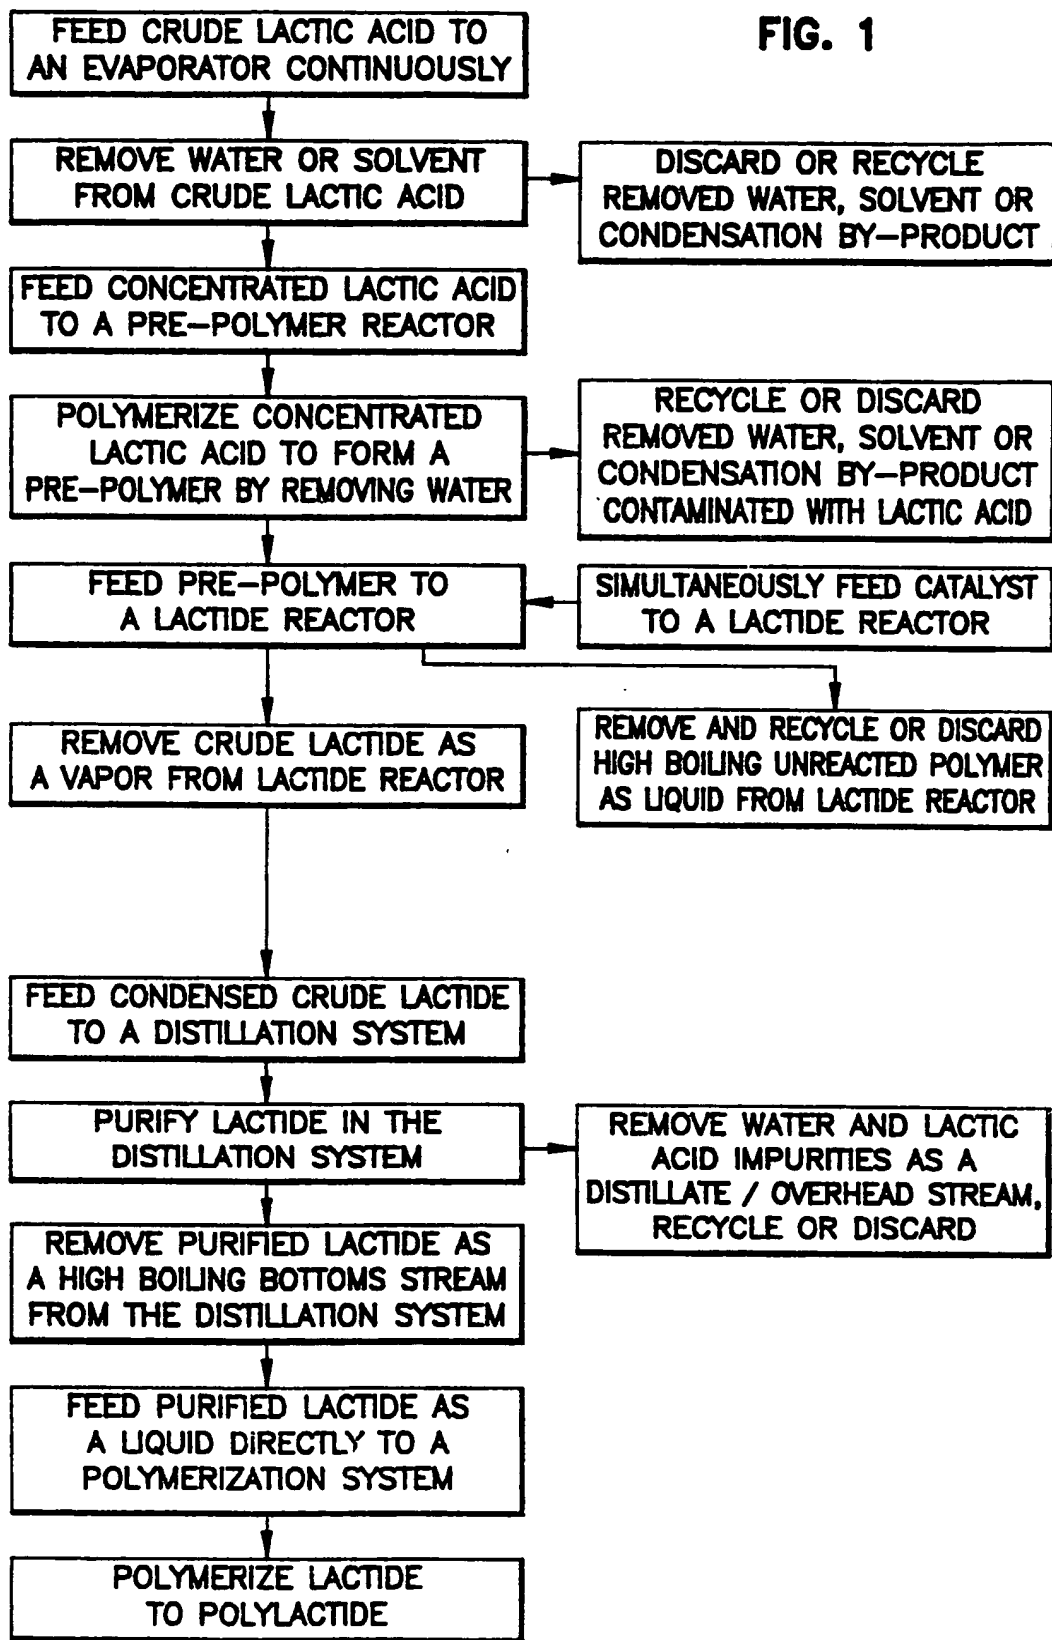 FIG. 1
FEED CRUDE LACTIC ACID TO
AN EVAPORATOR CONTINUOUSLY
REMOVE WATER OR SOLVENT
FROM CRUDE LACTIC ACID
DISCARD OR RECYCLE
REMOVED WATER, SOLVENT OR
CONDENSATION BY-PRODUCT
FEED CONCENTRATED LACTIC ACID
TO A PRE-POLYMER REACTOR
POLYMERIZE CONCENTRATED
LACTIC ACID TO FORM A
PRE-POLYMER BY REMOVING WATER
RECYCLE OR DISCARD
REMOVED WATER, SOLVENT OR
CONDENSATION BY-PRODUCT
CONTAMINATED WITH LACTIC ACID
FEED PRE-POLYMER TO
A LACTIDE REACTOR
SIMULTANEOUSLY FEED CATALYST
TO A LACTIDE REACTOR
REMOVE CRUDE LACTIDE AS
A VAPOR FROM LACTIDE REACTOR
REMOVE AND RECYCLE OR DISCARD
HIGH BOILING UNREACTED POLYMER
AS LIQUID FROM LACTIDE REACTOR
FEED CONDENSED CRUDE LACTIDE
TO A DISTILLATION SYSTEM
PURIFY LACTIDE IN THE
DISTILLATION SYSTEM
REMOVE WATER AND LACTIC
ACID IMPURITIES AS A
DISTILLATE / OVERHEAD STREAM,
RECYCLE OR DISCARD
REMOVE PURIFIED LACTIDE AS
A HIGH BOILING BOTTOMS STREAM
FROM THE DISTILLATION SYSTEM
FEED PURIFIED LACTIDE AS
A LIQUID DIRECTLY TO A
POLYMERIZATION SYSTEM
POLYMERIZE LACTIDE
TO POLYLACTIDE